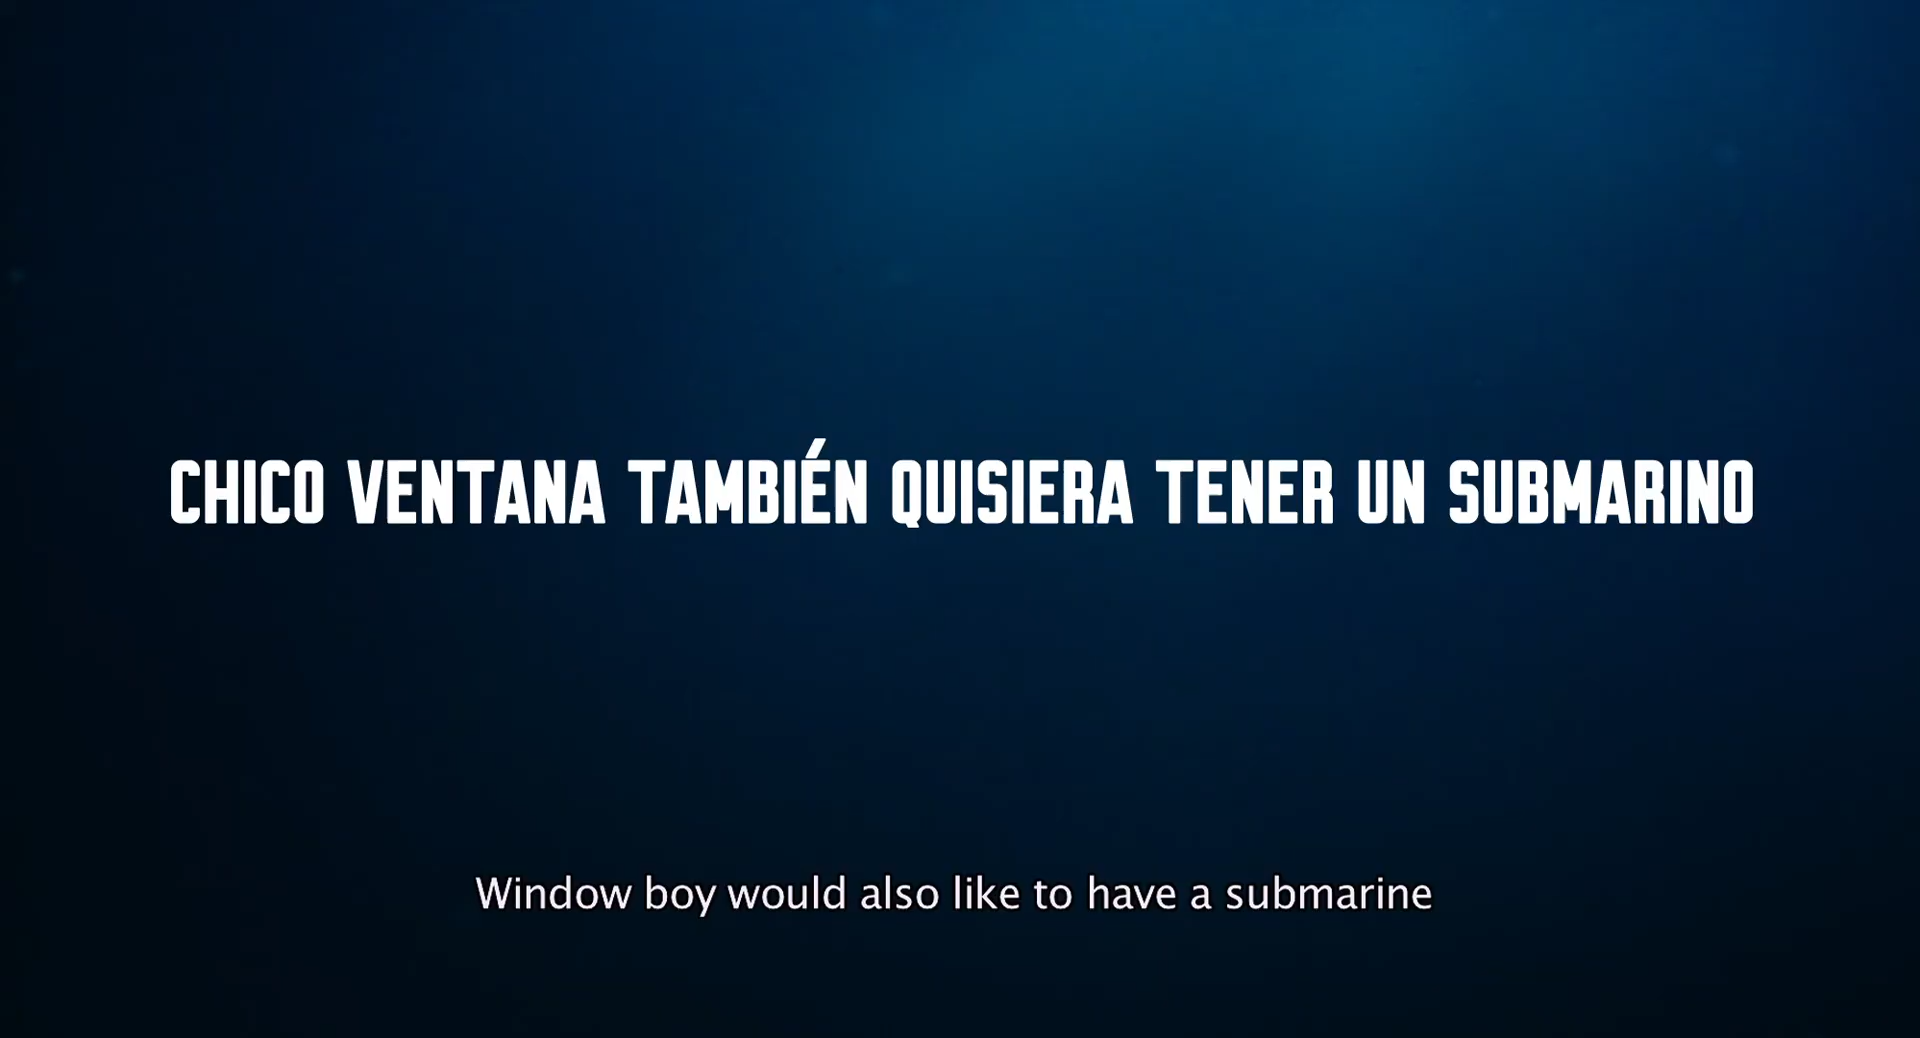 CHICO VENTANA TAMBIÉN QUISIERA TENER UN SUBMARINO
Window boy would also like to have a submarine